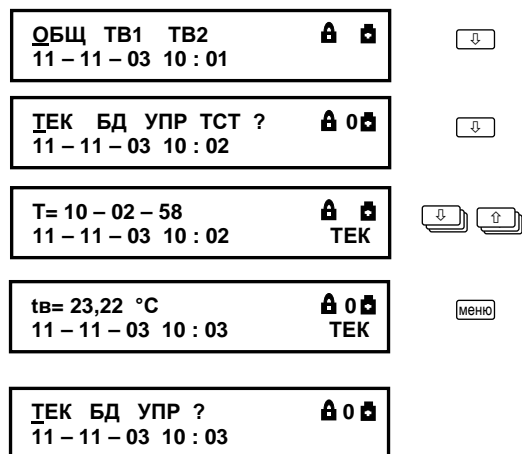 ОБЩ ТВ1 ТВ2
11 – 11 – 03 10 : 01
ТЕК БД УПР ТСТ ? 0
11 – 11 – 03 10 : 02
Т= 10 – 02 – 58
11 – 11 – 03 10 : 02 ТЕК
tв= 23,22 °C 0
11 – 11 – 03 10 : 03 ТЕК
меню
ТЕК БД УПР ? 0
11 – 11 – 03 10 : 03